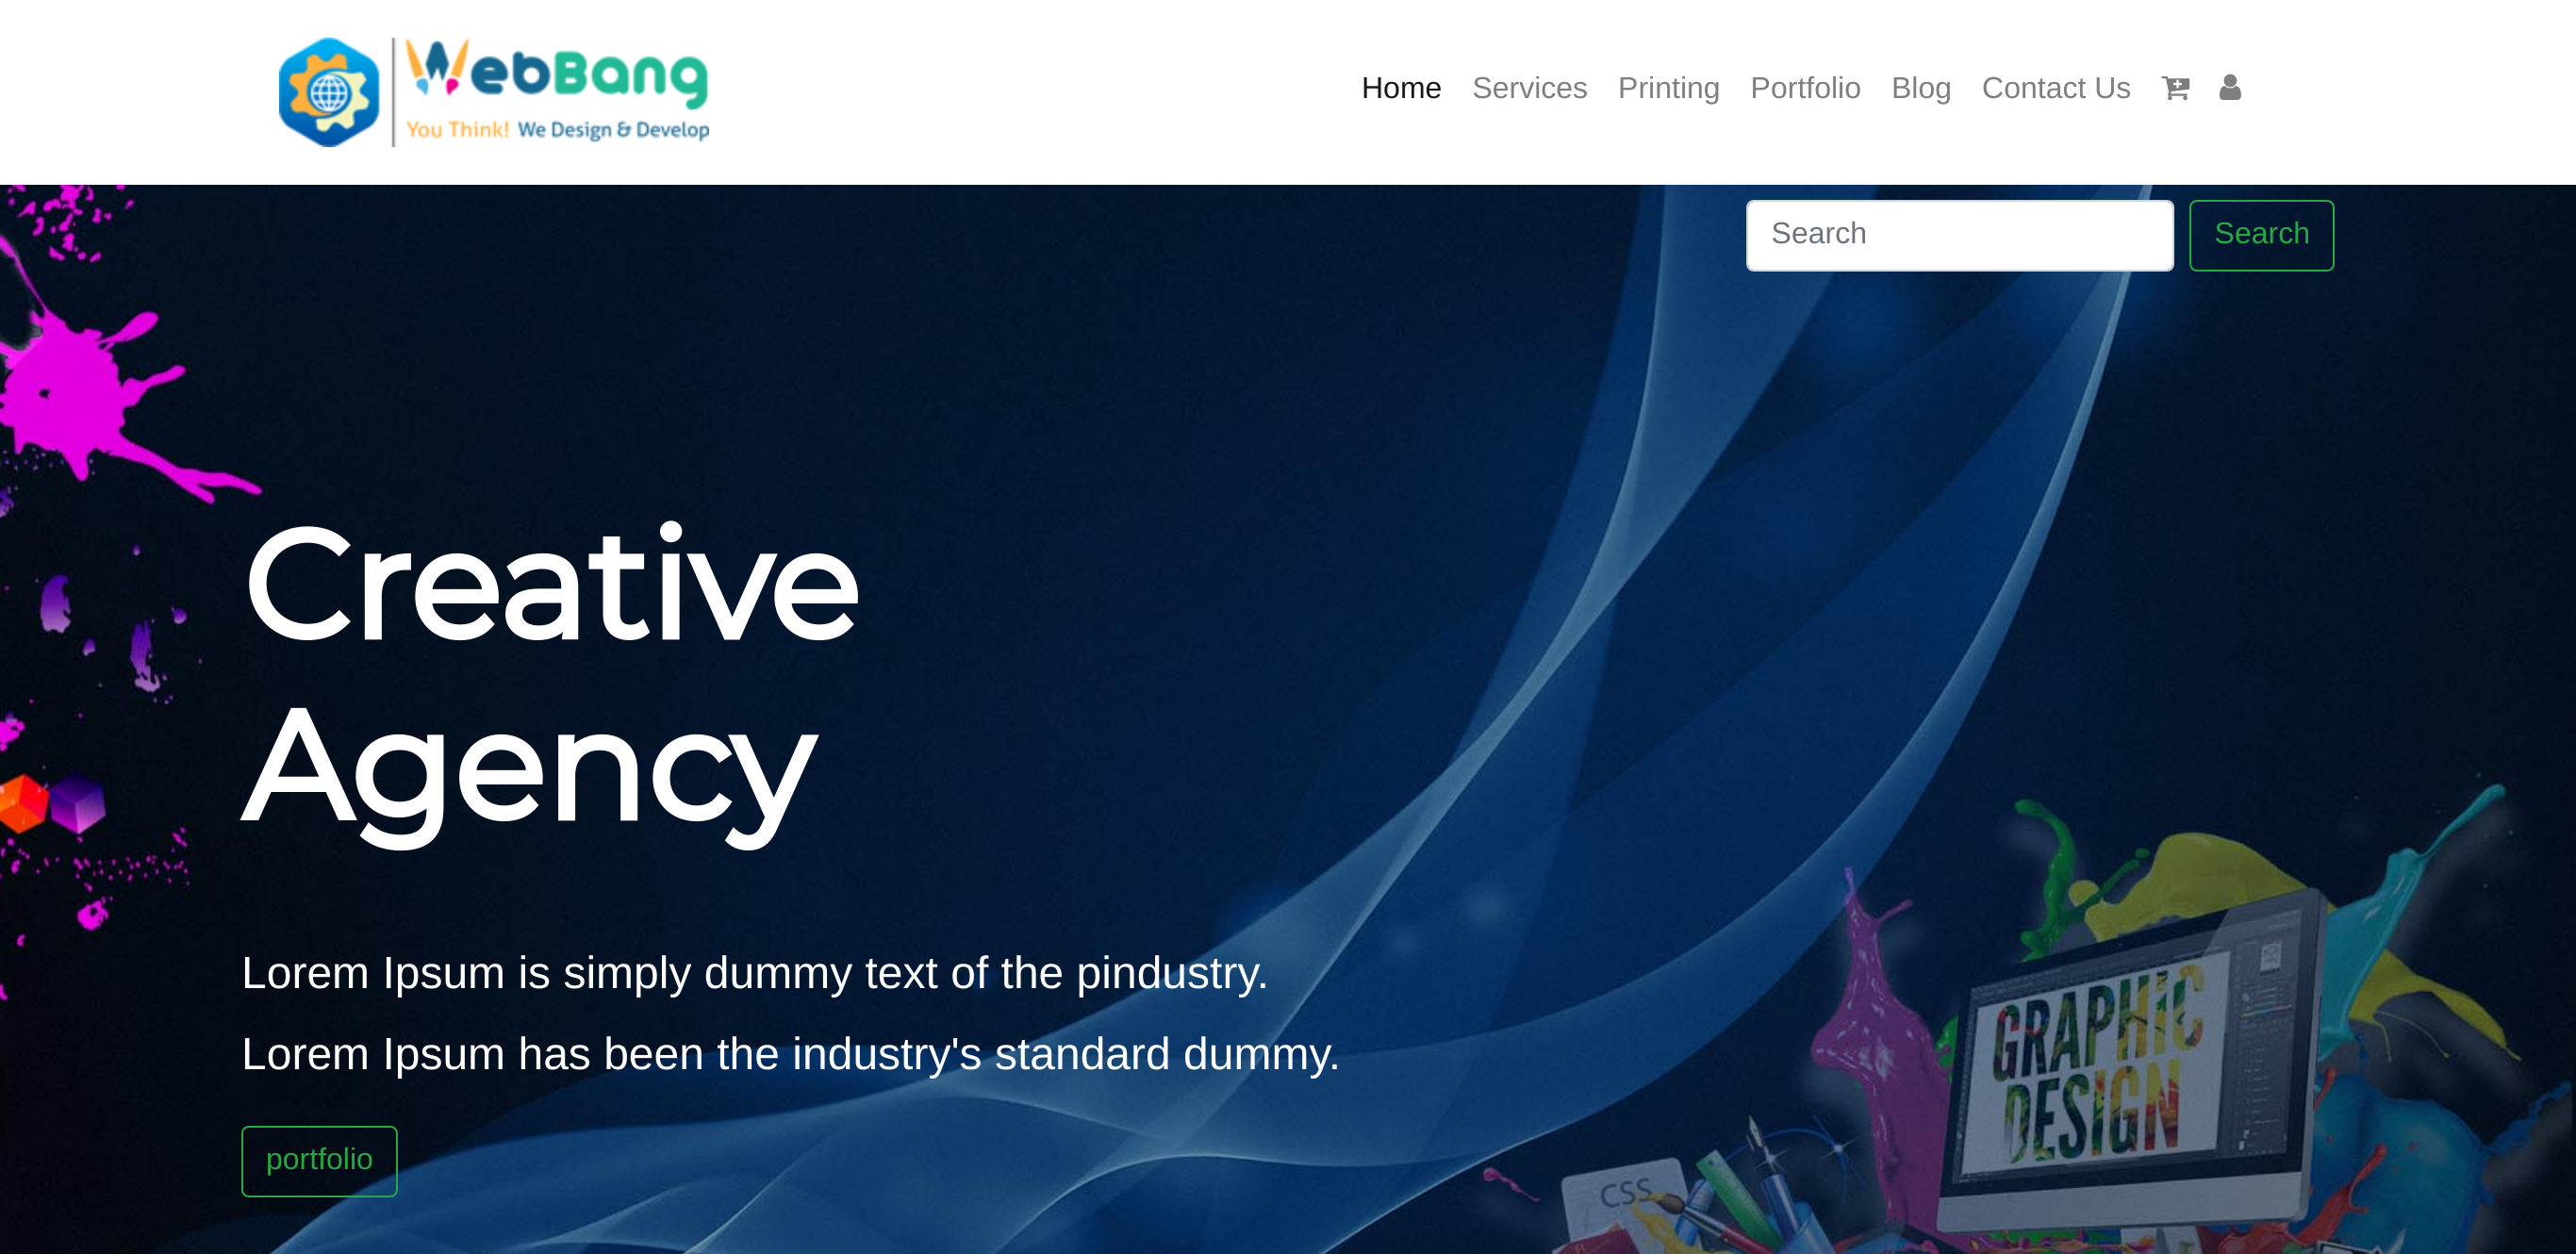 WebBang
You Think! We Design & Develop
Home Services Printing Portfolio Blog Contact Us
Search Search
Creative
Agency
Lorem Ipsum is simply dummy text of the pindustry.
Lorem Ipsum has been the industry's standard dummy.
portfolio
GRAPHIC
DESIGN
CSS